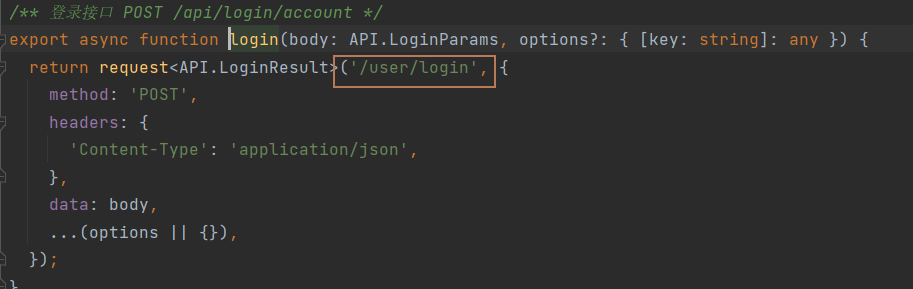 /** 登录接口 POST /api/login/account */
export async function login(body: API.LoginParams, options?: { [key: string]: any }) {
  return request<API.LoginResult>('/user/login', {
    method: 'POST',
    headers: {
      'Content-Type': 'application/json',
    },
    data: body,
    ...(options || {}),
  });
}